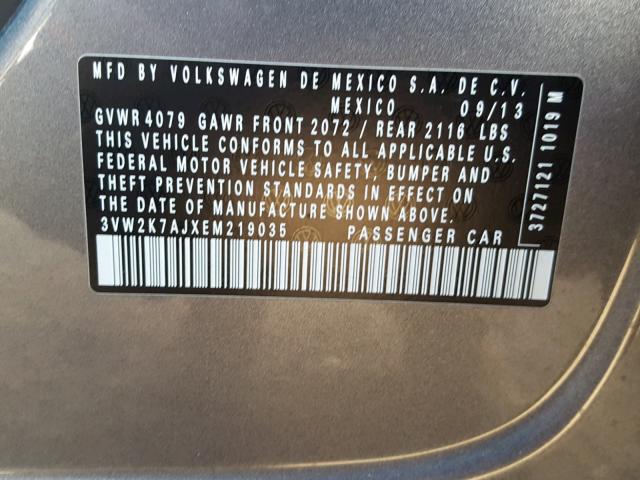 MFD BY VOLKSWAGEN DE MEXICO S.A. DE C.V.
MEXICO 09/13
GVWR 4079 GAWR FRONT 2072 / REAR 2116 LBS
THIS VEHICLE CONFORMS TO ALL APPLICABLE U.S.
FEDERAL MOTOR VEHICLE SAFETY, BUMPER AND
THEFT PREVENTION STANDARDS IN EFFECT ON
THE DATE OF MANUFACTURE SHOWN ABOVE.
3VW2K7AJXEM219035 PASSENGER CAR
3727121 1019 M